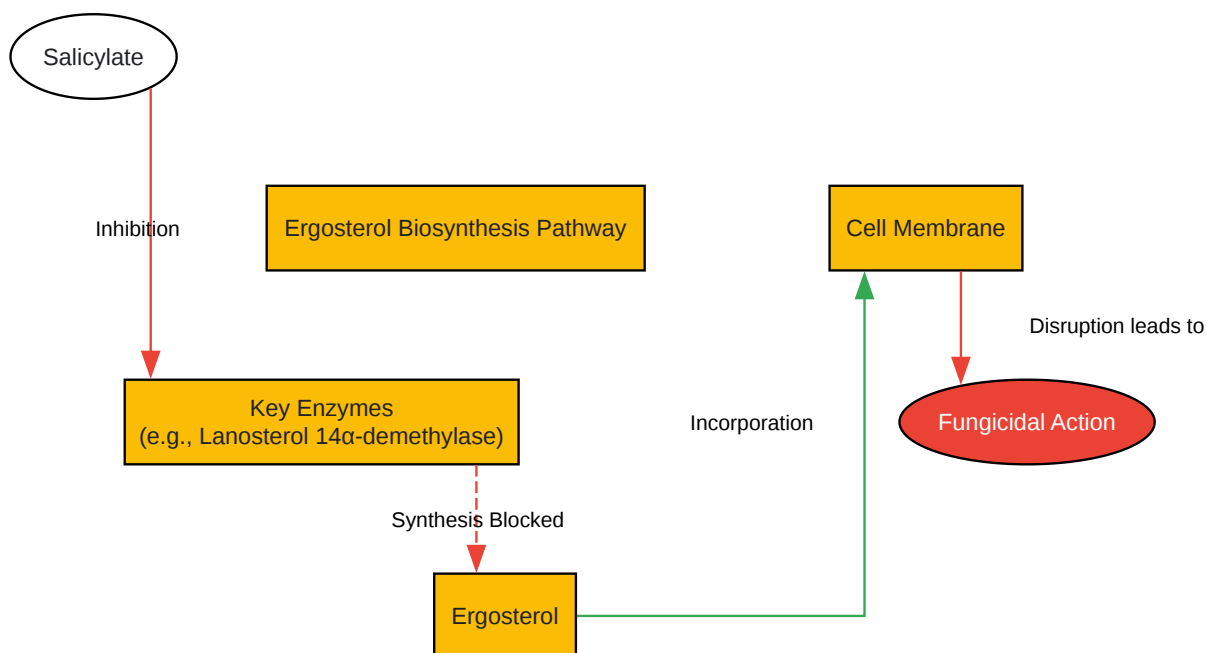 Salicylate
Inhibition
Ergosterol Biosynthesis Pathway
Cell Membrane
Disruption leads to
Key Enzymes
(e.g., Lanosterol 14α-demethylase)
Incorporation
Fungicidal Action
Synthesis Blocked
Ergosterol